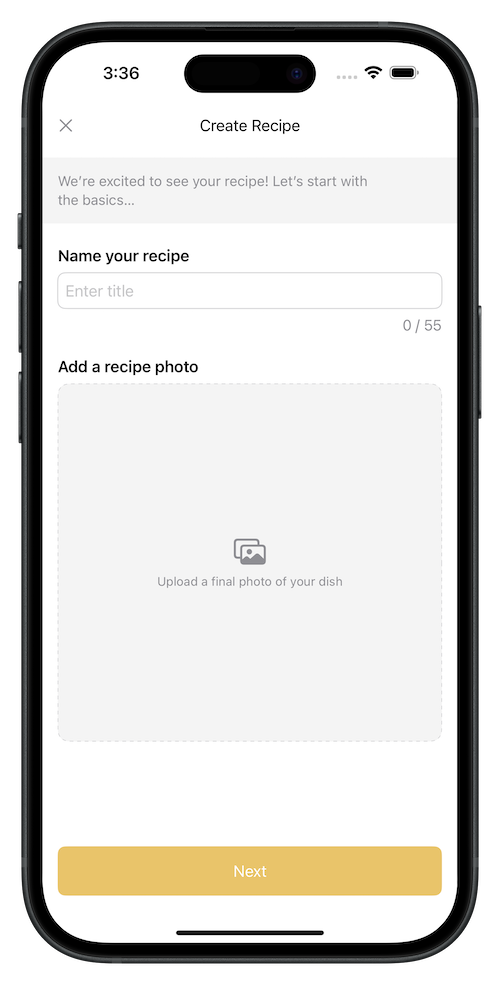 3:36
Create Recipe
We’re excited to see your recipe! Let’s start with
the basics...
Name your recipe
Enter title
0 / 55
Add a recipe photo
Upload a final photo of your dish
Next